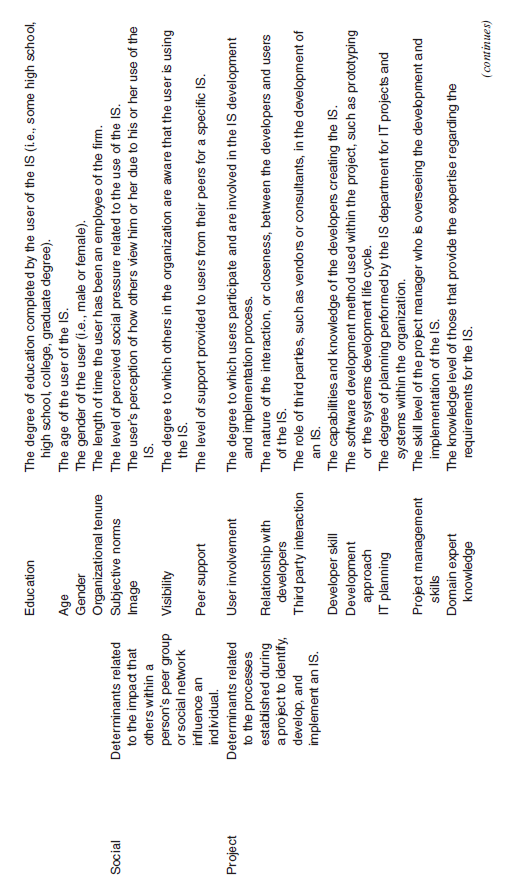 Education The degree of education completed by the user of the IS (i.e., some high school,
high school, college, graduate degree).
Age The age of the user of the IS.
Gender The gender of the user (i.e., male or female).
Organizational tenure The length of time the user has been an employee of the firm.
Social Determinants related Subjective norms The level of perceived social pressure related to the use of the IS.
to the impact that Image The user's perception of how others view him or her due to his or her use of the
others within a IS.
person's peer group Visibility The degree to which others in the organization are aware that the user is using
or social network the IS.
influence an Peer support The level of support provided to users from their peers for a specific IS.
individual.
Project Determinants related User involvement The degree to which users participate and are involved in the IS development
to the processes and implementation process.
established during Relationship with The nature of the interaction, or closeness, between the developers and users
a project to identify, developers of the IS.
develop, and Third party interaction The role of third parties, such as vendors or consultants, in the development of
implement an IS. an IS.
Developer skill The capabilities and knowledge of the developers creating the IS.
Development The software development method used within the project, such as prototyping
approach or the systems development life cycle.
IT planning The degree of planning performed by the IS department for IT projects and
systems within the organization.
Project management The skill level of the project manager who is overseeing the development and
skills implementation of the IS.
Domain expert The knowledge level of those that provide the expertise regarding the
knowledge requirements for the IS.
(continues)